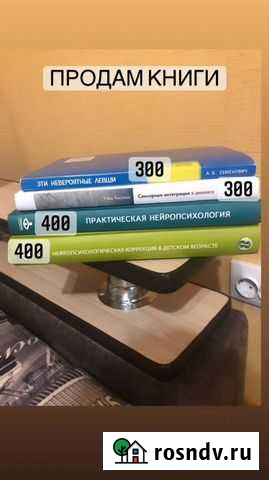 ПРОДАМ КНИГИ
300
ЭТИ НЕВЕРОЯТНЫЕ ЛЕВШИ
А. В. СЕМЕНОВИЧ
300
Сенсорная интеграция в диалоге
400
ПРАКТИЧЕСКАЯ НЕЙРОПСИХОЛОГИЯ
400
НЕЙРОПСИХОЛОГИЧЕСКАЯ КОРРЕКЦИЯ В ДЕТСКОМ ВОЗРАСТЕ
rosndv.ru